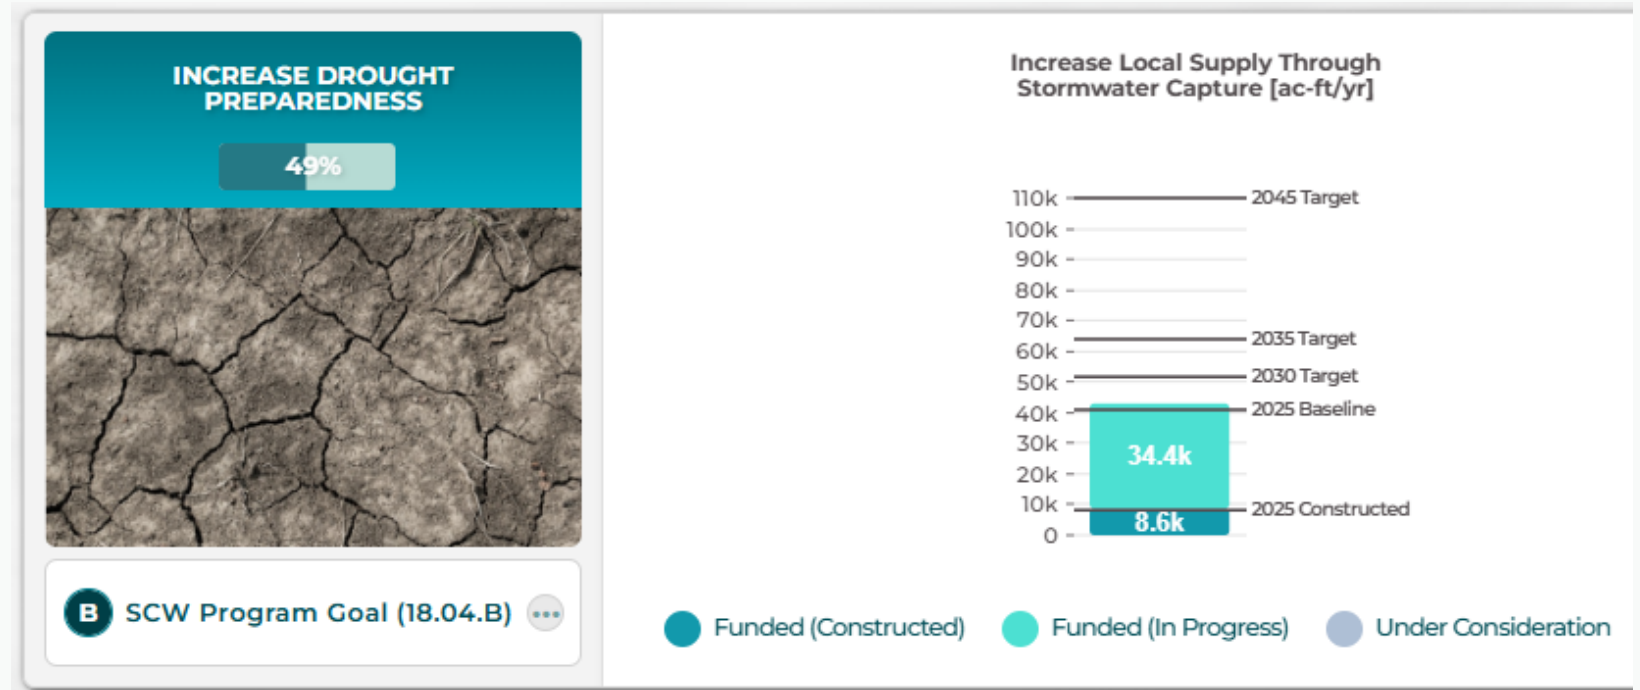 INCREASE DROUGHT
PREPAREDNESS
49%
B SCW Program Goal (18.04.B) •••
Increase Local Supply Through
Stormwater Capture [ac-ft/yr]
110k
100k
90k
80k
70k
60k
50k
40k
30k
20k
10k
0
2045 Target
2035 Target
2030 Target
2025 Baseline
2025 Constructed
34.4k
8.6k
Funded (Constructed) Funded (In Progress) Under Consideration